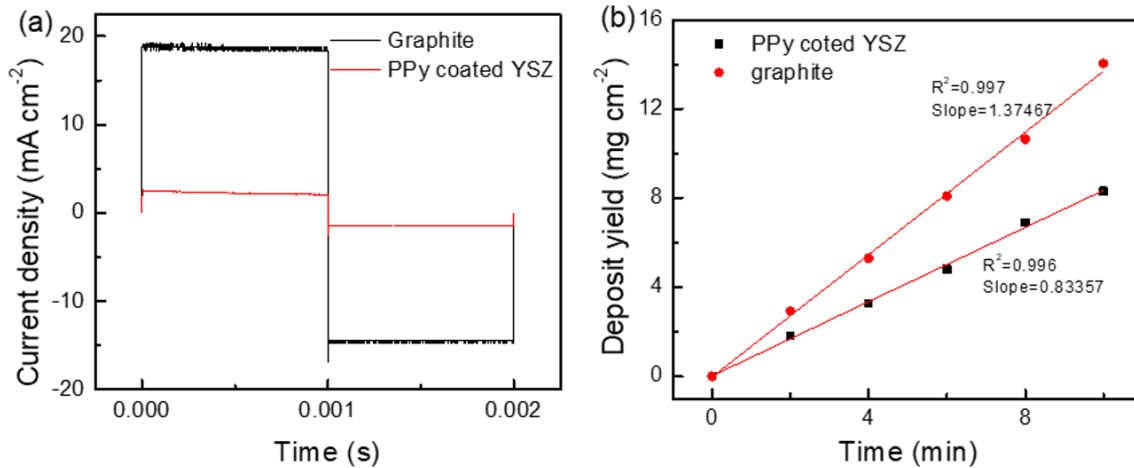 (a)
Current density (mA cm⁻²)
20
10
0
-10
-20
Graphite
PPy coated YSZ
0.000
0.001
0.002
Time (s)
(b)
Deposit yield (mg cm⁻²)
16
12
8
4
0
PPy coted YSZ
graphite
R²=0.997
Slope=1.37467
R²=0.996
Slope=0.83357
0
4
8
Time (min)